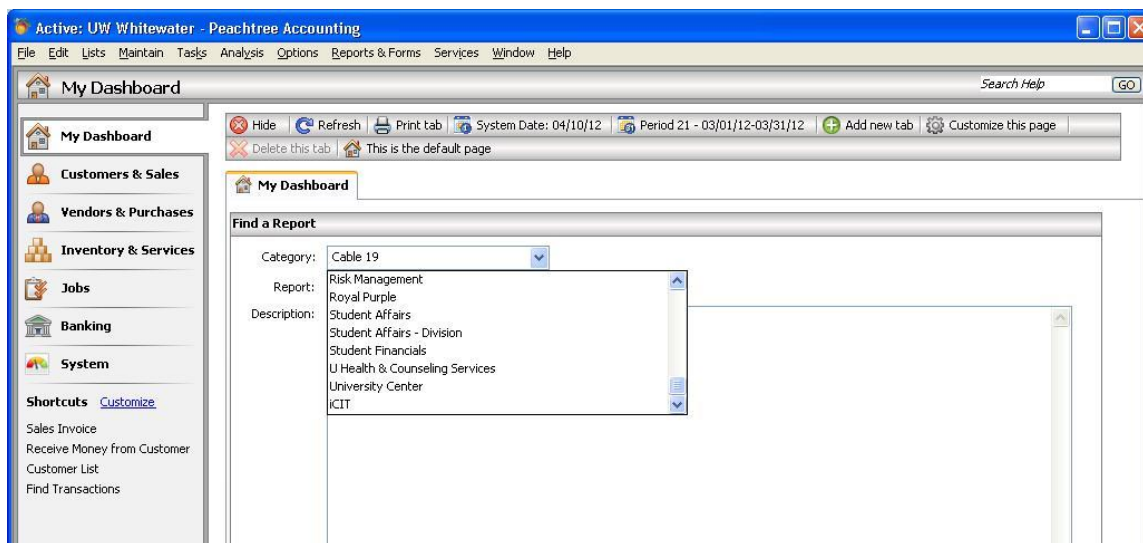 Active: UW Whitewater - Peachtree Accounting
File Edit Lists Maintain Tasks Analysis Options Reports & Forms Services Window Help
My Dashboard
Search Help GO
My Dashboard
Customers & Sales
Vendors & Purchases
Inventory & Services
Jobs
Banking
System
Shortcuts Customize
Sales Invoice
Receive Money from Customer
Customer List
Find Transactions
Hide Refresh Print tab System Date: 04/10/12 Period 21 - 03/01/12-03/31/12 Add new tab Customize this page
Delete this tab This is the default page
My Dashboard
Find a Report
Category: Cable 19
Report:
Description:
Risk Management
Royal Purple
Student Affairs
Student Affairs - Division
Student Financials
U Health & Counseling Services
University Center
iCIT